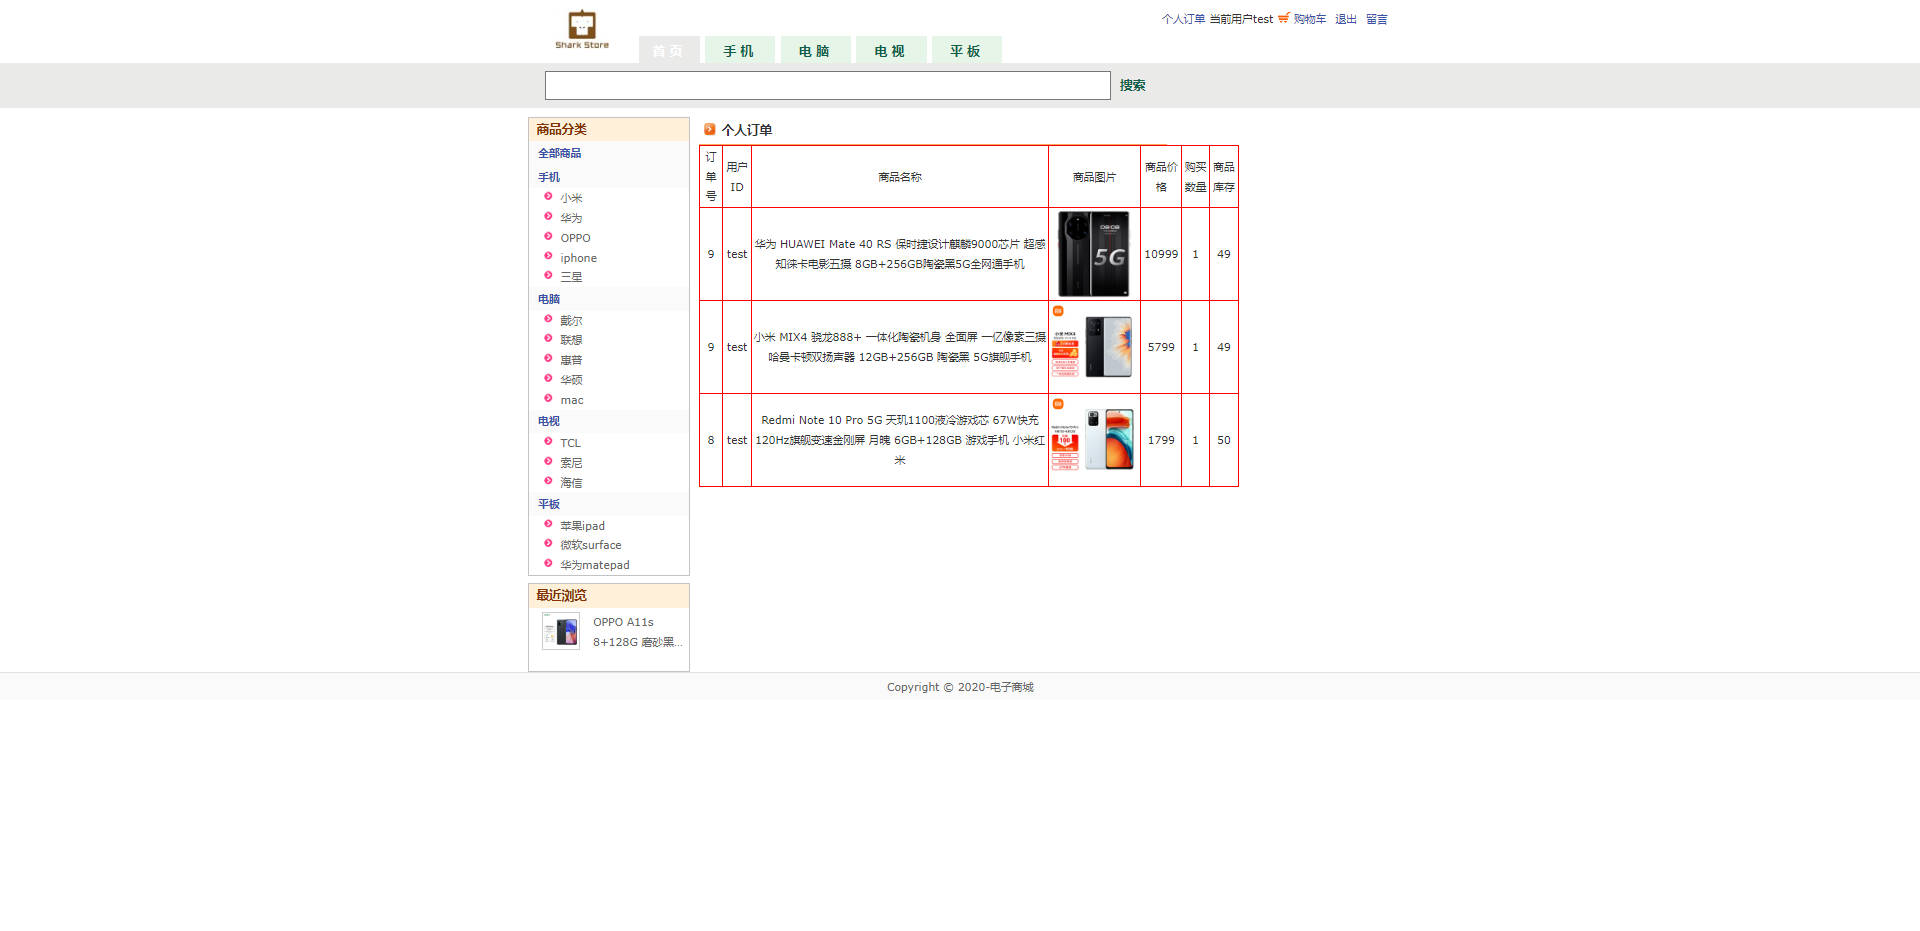 Shark Store
个人订单 当前用户test 购物车 退出 留言
首 页 手 机 电 脑 电 视 平 板
搜索
商品分类
全部商品
手机
小米
华为
OPPO
iphone
三星
电脑
戴尔
联想
惠普
华硕
mac
电视
TCL
索尼
海信
平板
苹果ipad
微软surface
华为matepad
最近浏览
OPPO A11s
8+128G 磨砂黑...
个人订单
订单号 用户ID 商品名称 商品图片 商品价格 购买数量 商品库存
9 test 华为 HUAWEI Mate 40 RS 保时捷设计麒麟9000芯片 超感
知徕卡电影五摄 8GB+256GB陶瓷黑5G全网通手机 10999 1 49
08:08
5G
9 test 小米 MIX4 骁龙888+ 一体化陶瓷机身 全面屏 一亿像素三摄
哈曼卡顿双扬声器 12GB+256GB 陶瓷黑 5G旗舰手机 5799 1 49
小米 MIX4
8 test Redmi Note 10 Pro 5G 天玑1100液冷游戏芯 67W快充
120Hz旗舰变速金刚屏 月魄 6GB+128GB 游戏手机 小米红
米 1799 1 50
Copyright © 2020-电子商城